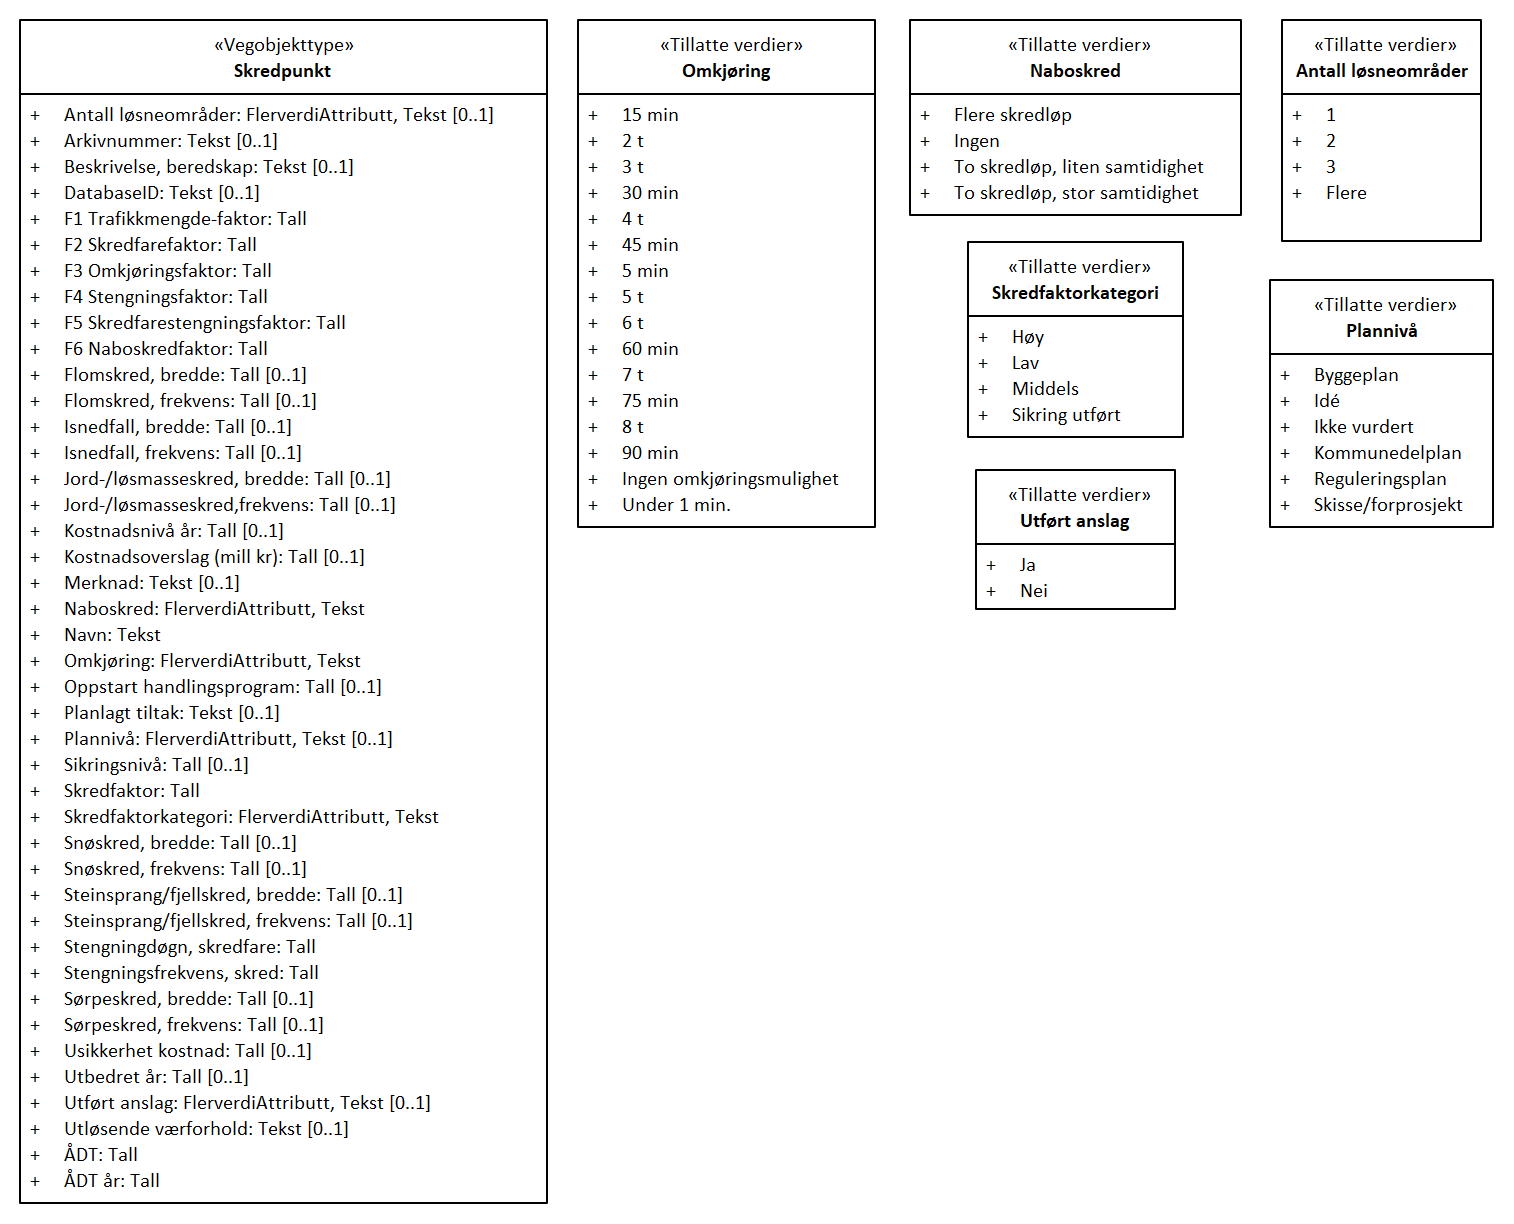 «Vegobjekttype»
Skredpunkt
+ Antall løsneområder: FlerverdiAttributt, Tekst [0..1]
+ Arkivnummer: Tekst [0..1]
+ Beskrivelse, beredskap: Tekst [0..1]
+ DatabaseID: Tekst [0..1]
+ F1 Trafikkmengde-faktor: Tall
+ F2 Skredfarefaktor: Tall
+ F3 Omkjøringsfaktor: Tall
+ F4 Stengningsfaktor: Tall
+ F5 Skredfarestengningsfaktor: Tall
+ F6 Naboskredfaktor: Tall
+ Flomskred, bredde: Tall [0..1]
+ Flomskred, frekvens: Tall [0..1]
+ Isnedfall, bredde: Tall [0..1]
+ Isnedfall, frekvens: Tall [0..1]
+ Jord-/løsmasseskred, bredde: Tall [0..1]
+ Jord-/løsmasseskred,frekvens: Tall [0..1]
+ Kostnadsnivå år: Tall [0..1]
+ Kostnadsoverslag (mill kr): Tall [0..1]
+ Merknad: Tekst [0..1]
+ Naboskred: FlerverdiAttributt, Tekst
+ Navn: Tekst
+ Omkjøring: FlerverdiAttributt, Tekst
+ Oppstart handlingsprogram: Tall [0..1]
+ Planlagt tiltak: Tekst [0..1]
+ Plannivå: FlerverdiAttributt, Tekst [0..1]
+ Sikringsnivå: Tall [0..1]
+ Skredfaktor: Tall
+ Skredfaktorkategori: FlerverdiAttributt, Tekst
+ Snøskred, bredde: Tall [0..1]
+ Snøskred, frekvens: Tall [0..1]
+ Steinsprang/fjellskred, bredde: Tall [0..1]
+ Steinsprang/fjellskred, frekvens: Tall [0..1]
+ Stengningdøgn, skredfare: Tall
+ Stengningsfrekvens, skred: Tall
+ Sørpeskred, bredde: Tall [0..1]
+ Sørpeskred, frekvens: Tall [0..1]
+ Usikkerhet kostnad: Tall [0..1]
+ Utbedret år: Tall [0..1]
+ Utført anslag: FlerverdiAttributt, Tekst [0..1]
+ Utløsende værforhold: Tekst [0..1]
+ ÅDT: Tall
+ ÅDT år: Tall
«Tillatte verdier»
Omkjøring
+ 15 min
+ 2 t
+ 3 t
+ 30 min
+ 4 t
+ 45 min
+ 5 min
+ 5 t
+ 6 t
+ 60 min
+ 7 t
+ 75 min
+ 8 t
+ 90 min
+ Ingen omkjøringsmulighet
+ Under 1 min.
«Tillatte verdier»
Naboskred
+ Flere skredløp
+ Ingen
+ To skredløp, liten samtidighet
+ To skredløp, stor samtidighet
«Tillatte verdier»
Skredfaktorkategori
+ Høy
+ Lav
+ Middels
+ Sikring utført
«Tillatte verdier»
Utført anslag
+ Ja
+ Nei
«Tillatte verdier»
Antall løsneområder
+ 1
+ 2
+ 3
+ Flere
«Tillatte verdier»
Plannivå
+ Byggeplan
+ Idé
+ Ikke vurdert
+ Kommunedelplan
+ Reguleringsplan
+ Skisse/forprosjekt